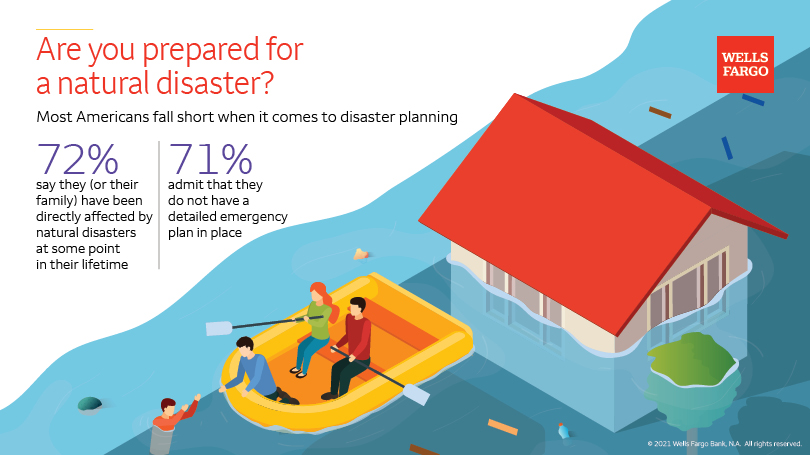 Are you prepared for
a natural disaster?
WELLS
FARGO
Most Americans fall short when it comes to disaster planning
72%
say they (or their
family) have been
directly affected by
natural disasters
at some point
in their lifetime
71%
admit that they
do not have a
detailed emergency
plan in place
© 2021 Wells Fargo Bank, N.A. All rights reserved.